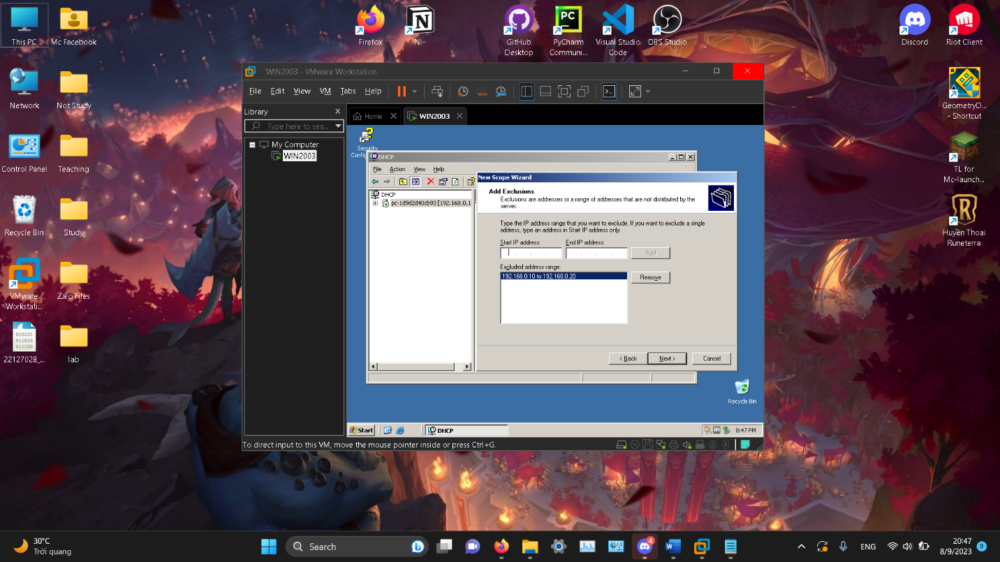 This PC
Mc Facebook
Firefox
Ni-
GitHub
Desktop
PyCharm
Communi...
Visual Studio
Code
OBS Studio
Discord
Riot Client
Network
Not Study
GeometryD...
- Shortcut
Control Panel
Teaching
TL for
Mc-launch...
Recycle Bin
Study
Huyền Thoại
Runeterra
VMware
Workstati...
Zalo Files
010101
011010
011100
22127028_...
lab
WIN2003 - VMware Workstation
File Edit View VM Tabs Help
Library
Type here to sea...
My Computer
WIN2003
Home
WIN2003
Security
Config
DHCP
File Action View Help
DHCP
pc-1d9d2d40cb93 [192.168.0.1
New Scope Wizard
Add Exclusions
Exclusions are addresses or a range of addresses that are not distributed by the
server.
Type the IP address range that you want to exclude. If you want to exclude a single
address, type an address in Start IP address only.
Start IP address: End IP address:
Add
Excluded address range:
192.168.0.10 to 192.168.0.20
Remove
< Back Next > Cancel
Recycle Bin
Start
DHCP
8:47 PM
To direct input to this VM, move the mouse pointer inside or press Ctrl+G.
30°C
Trời quang
Search
4
ENG
20:47
8/9/2023
9